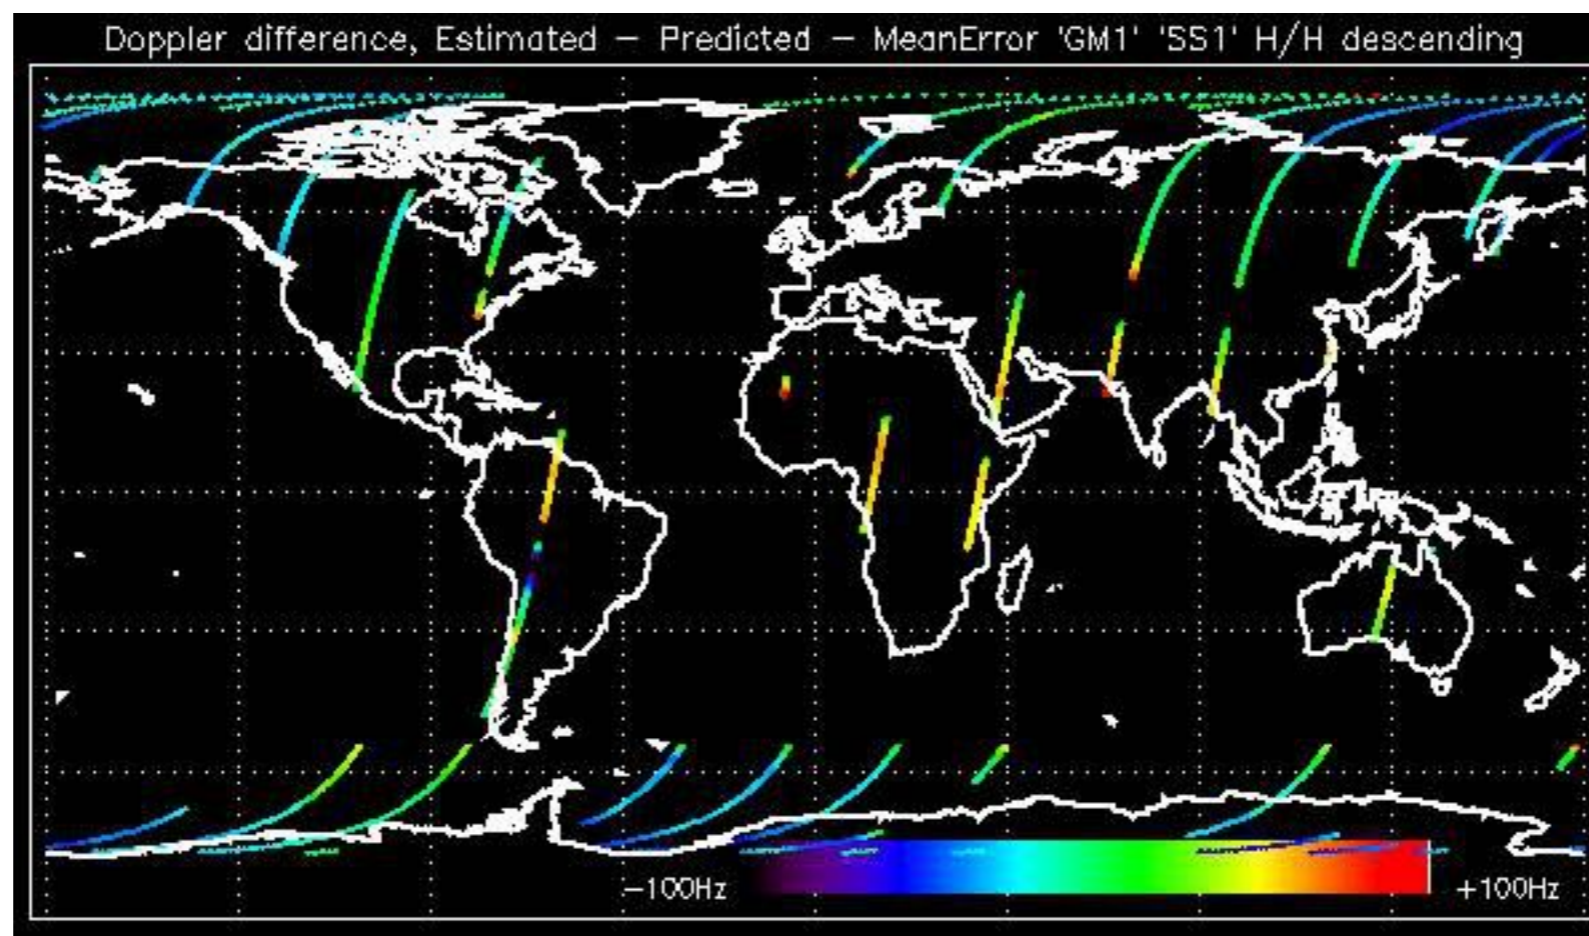 Doppler difference, Estimated – Predicted – MeanError 'GM1' 'SS1' H/H descending
−100Hz
+100Hz